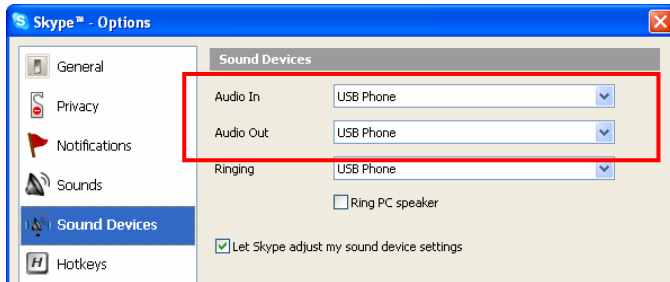 Skype™ - Options
General
Privacy
Notifications
Sounds
Sound Devices
Hotkeys
Sound Devices
Audio In USB Phone
Audio Out USB Phone
Ringing USB Phone
Ring PC speaker
Let Skype adjust my sound device settings